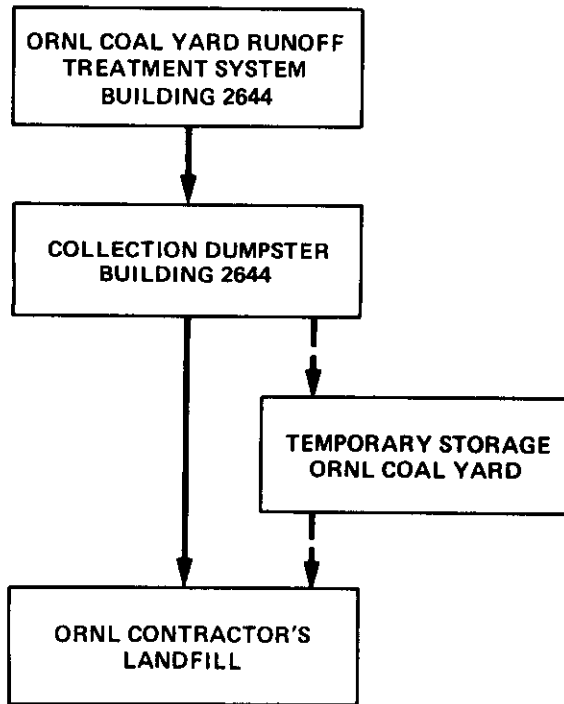 ORNL COAL YARD RUNOFF
TREATMENT SYSTEM
BUILDING 2644
COLLECTION DUMPSTER
BUILDING 2644
TEMPORARY STORAGE
ORNL COAL YARD
ORNL CONTRACTOR'S
LANDFILL